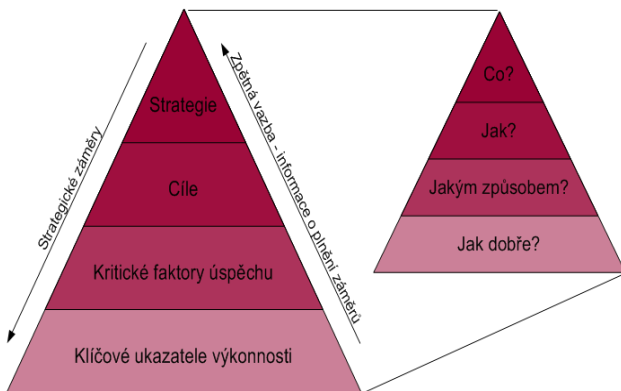 Strategie
Cíle
Kritické faktory úspěchu
Klíčové ukazatele výkonnosti
Strategické záměry
Zpětná vazba - informace o plnění záměrů
Co?
Jak?
Jakým způsobem?
Jak dobře?